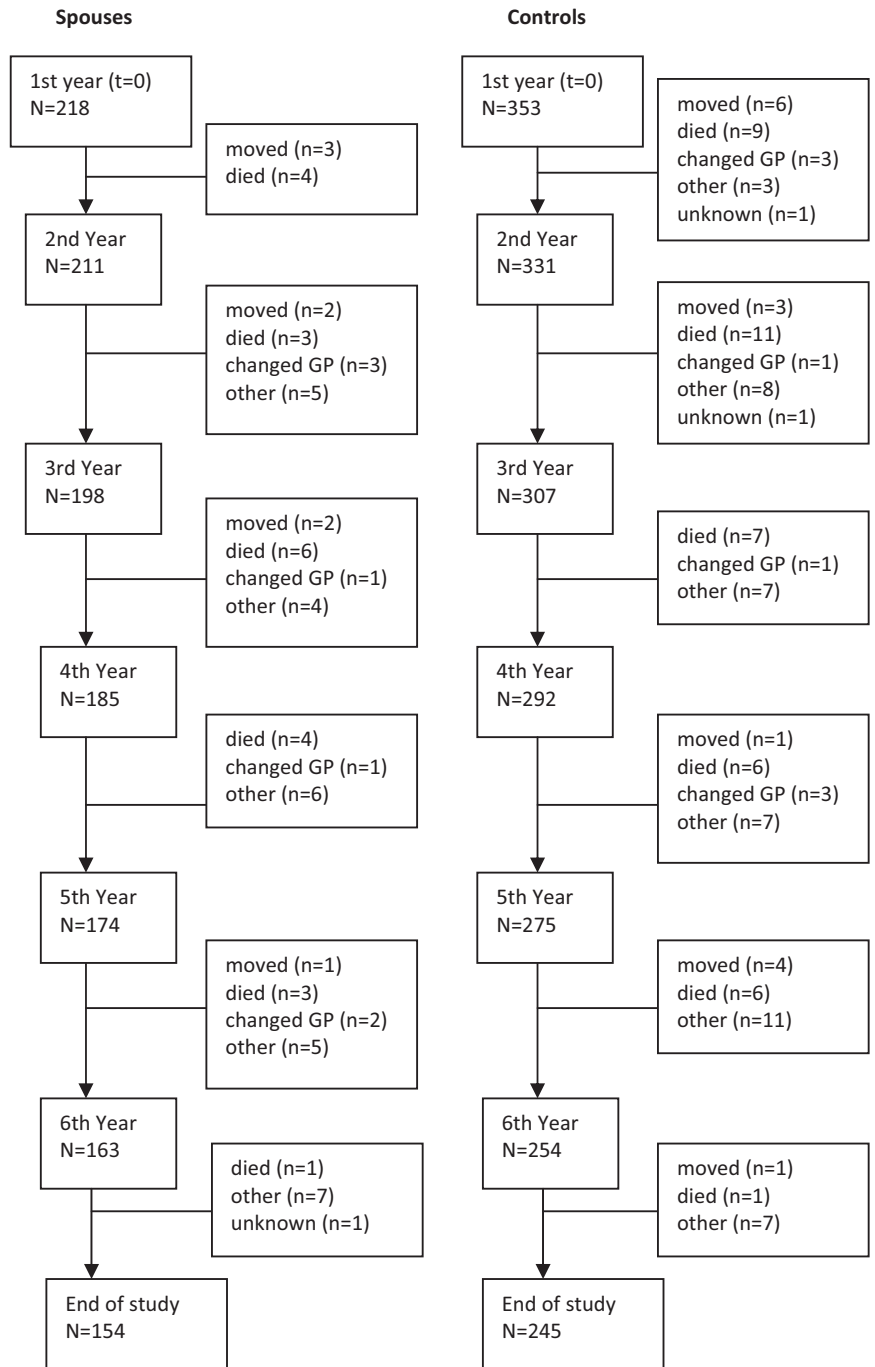 Spouses
1st year (t=0)
N=218
moved (n=3)
died (n=4)
2nd Year
N=211
moved (n=2)
died (n=3)
changed GP (n=3)
other (n=5)
3rd Year
N=198
moved (n=2)
died (n=6)
changed GP (n=1)
other (n=4)
4th Year
N=185
died (n=4)
changed GP (n=1)
other (n=6)
5th Year
N=174
moved (n=1)
died (n=3)
changed GP (n=2)
other (n=5)
6th Year
N=163
died (n=1)
other (n=7)
unknown (n=1)
End of study
N=154
Controls
1st year (t=0)
N=353
moved (n=6)
died (n=9)
changed GP (n=3)
other (n=3)
unknown (n=1)
2nd Year
N=331
moved (n=3)
died (n=11)
changed GP (n=1)
other (n=8)
unknown (n=1)
3rd Year
N=307
died (n=7)
changed GP (n=1)
other (n=7)
4th Year
N=292
moved (n=1)
died (n=6)
changed GP (n=3)
other (n=7)
5th Year
N=275
moved (n=4)
died (n=6)
other (n=11)
6th Year
N=254
moved (n=1)
died (n=1)
other (n=7)
End of study
N=245